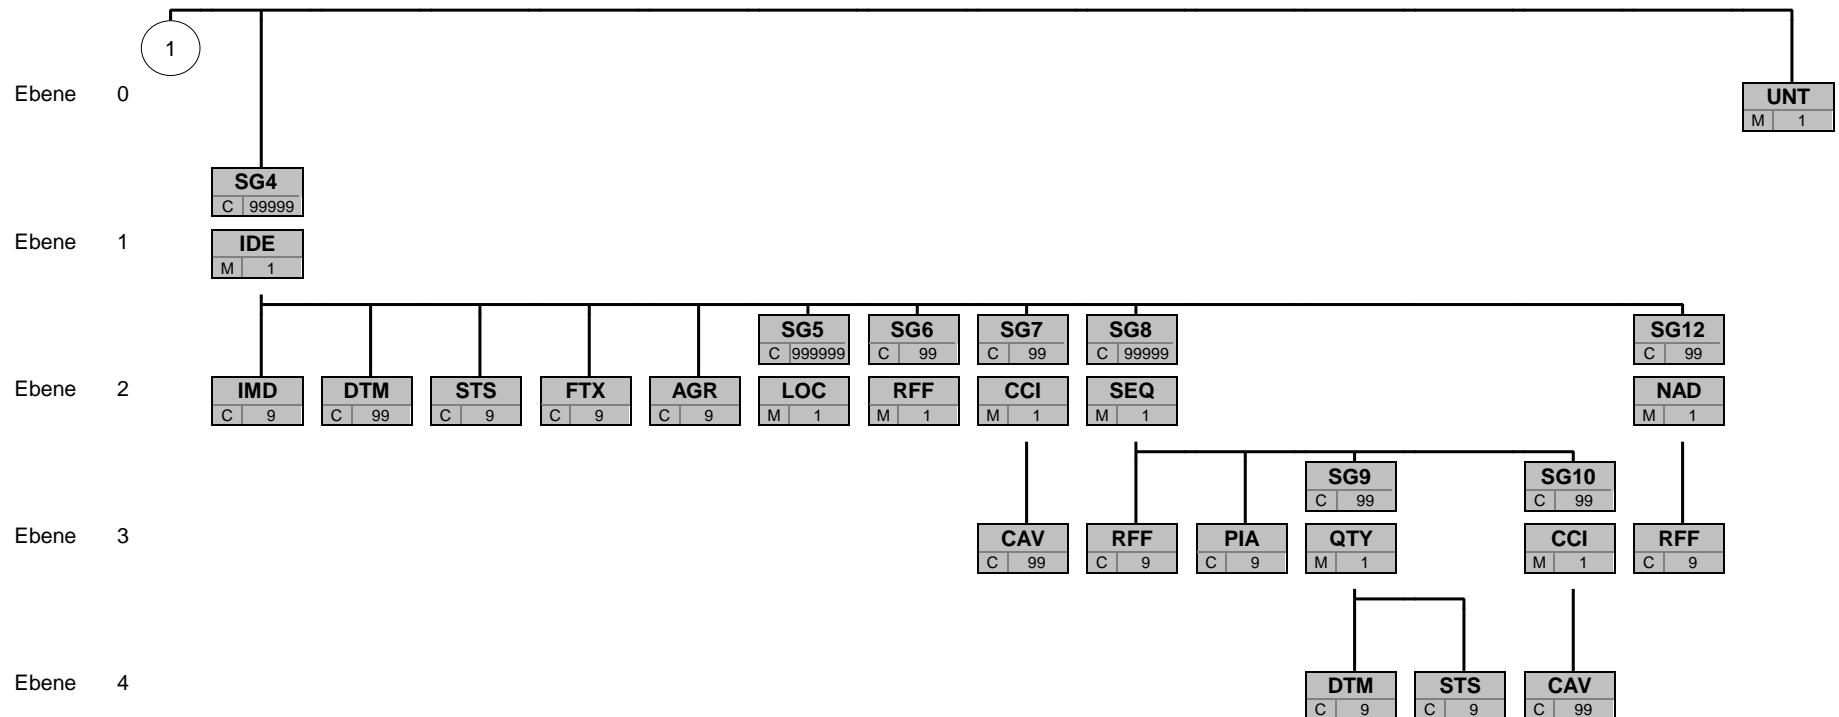 1
Ebene 0
UNT
M 1
SG4
C 99999
Ebene 1
IDE
M 1
SG5 SG6 SG7 SG8 SG12
C 999999 C 99 C 99 C 99999 C 99
Ebene 2
IMD DTM STS FTX AGR LOC RFF CCI SEQ NAD
C 9 C 99 C 9 C 9 C 9 M 1 M 1 M 1 M 1 M 1
SG9 SG10
C 99 C 99
Ebene 3
CAV RFF PIA QTY CCI RFF
C 99 C 9 C 9 M 1 M 1 C 9
Ebene 4
DTM STS CAV
C 9 C 9 C 99